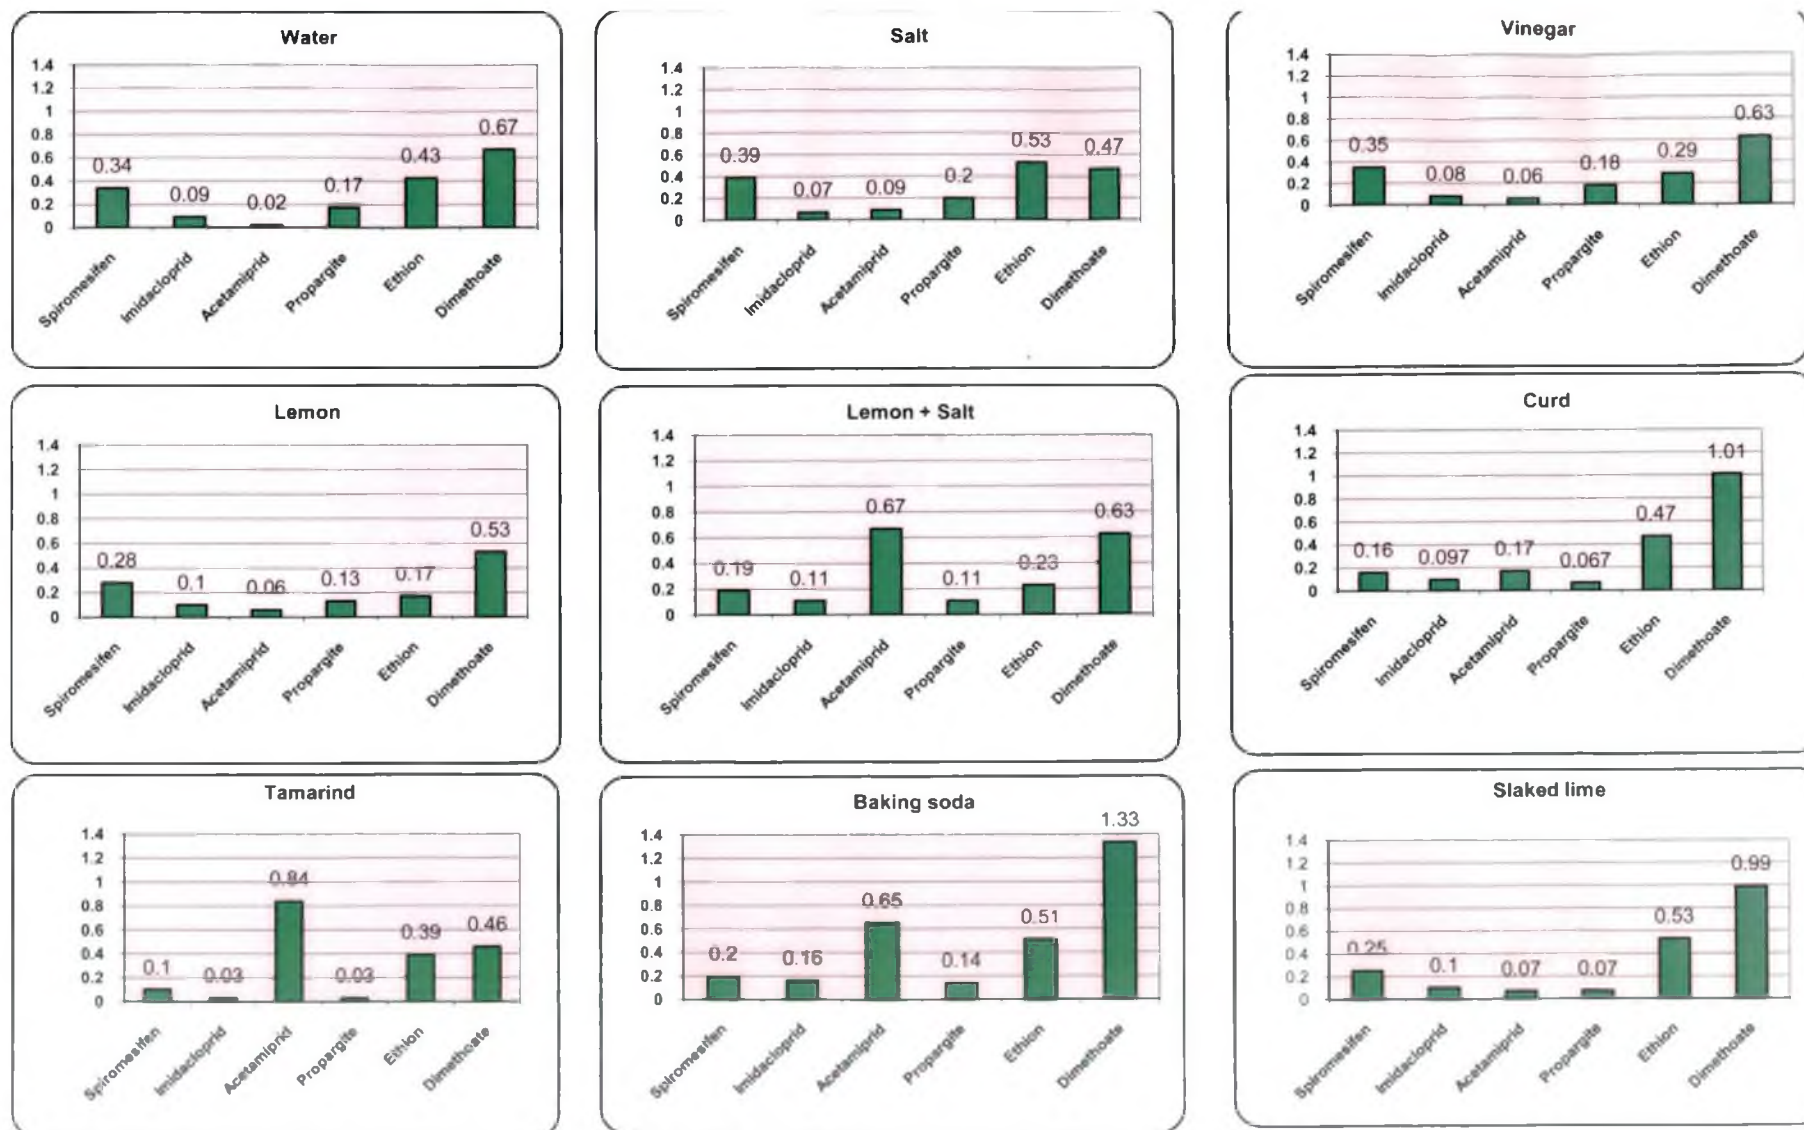 Water
1.4
1.2
1
0.8
0.6
0.4
0.2
0
0.34
0.09
0.02
0.17
0.43
0.67
Spiromesifen
Imidacloprid
Acetamiprid
Propargite
Ethion
Dimethoate
Salt
1.4
1.2
1
0.8
0.6
0.4
0.2
0
0.39
0.07
0.09
0.2
0.53
0.47
Spiromesifen
Imidacloprid
Acetamiprid
Propargite
Ethion
Dimethoate
Vinegar
1.4
1.2
1
0.8
0.6
0.4
0.2
0
0.35
0.08
0.06
0.18
0.29
0.63
Spiromesifen
Imidacloprid
Acetamiprid
Propargite
Ethion
Dimethoate
Lemon
1.4
1.2
1
0.8
0.6
0.4
0.2
0
0.28
0.1
0.06
0.13
0.17
0.53
Spiromesifen
Imidacloprid
Acetamiprid
Propargite
Ethion
Dimethoate
Lemon + Salt
1.4
1.2
1
0.8
0.6
0.4
0.2
0
0.19
0.11
0.67
0.11
0.23
0.63
Spiromesifen
Imidacloprid
Acetamiprid
Propargite
Ethion
Dimethoate
Curd
1.4
1.2
1
0.8
0.6
0.4
0.2
0
0.16
0.097
0.17
0.067
0.47
1.01
Spiromesifen
Imidacloprid
Acetamiprid
Propargite
Ethion
Dimethoate
Tamarind
1.4
1.2
1
0.8
0.6
0.4
0.2
0
0.1
0.03
0.84
0.03
0.39
0.46
Spiromesifen
Imidacloprid
Acetamiprid
Propargite
Ethion
Dimethoate
Baking soda
1.4
1.2
1
0.8
0.6
0.4
0.2
0
0.2
0.16
0.65
0.14
0.51
1.33
Spiromesifen
Imidacloprid
Acetamiprid
Propargite
Ethion
Dimethoate
Slaked lime
1.4
1.2
1
0.8
0.6
0.4
0.2
0
0.25
0.1
0.07
0.07
0.53
0.99
Spiromesifen
Imidacloprid
Acetamiprid
Propargite
Ethion
Dimethoate